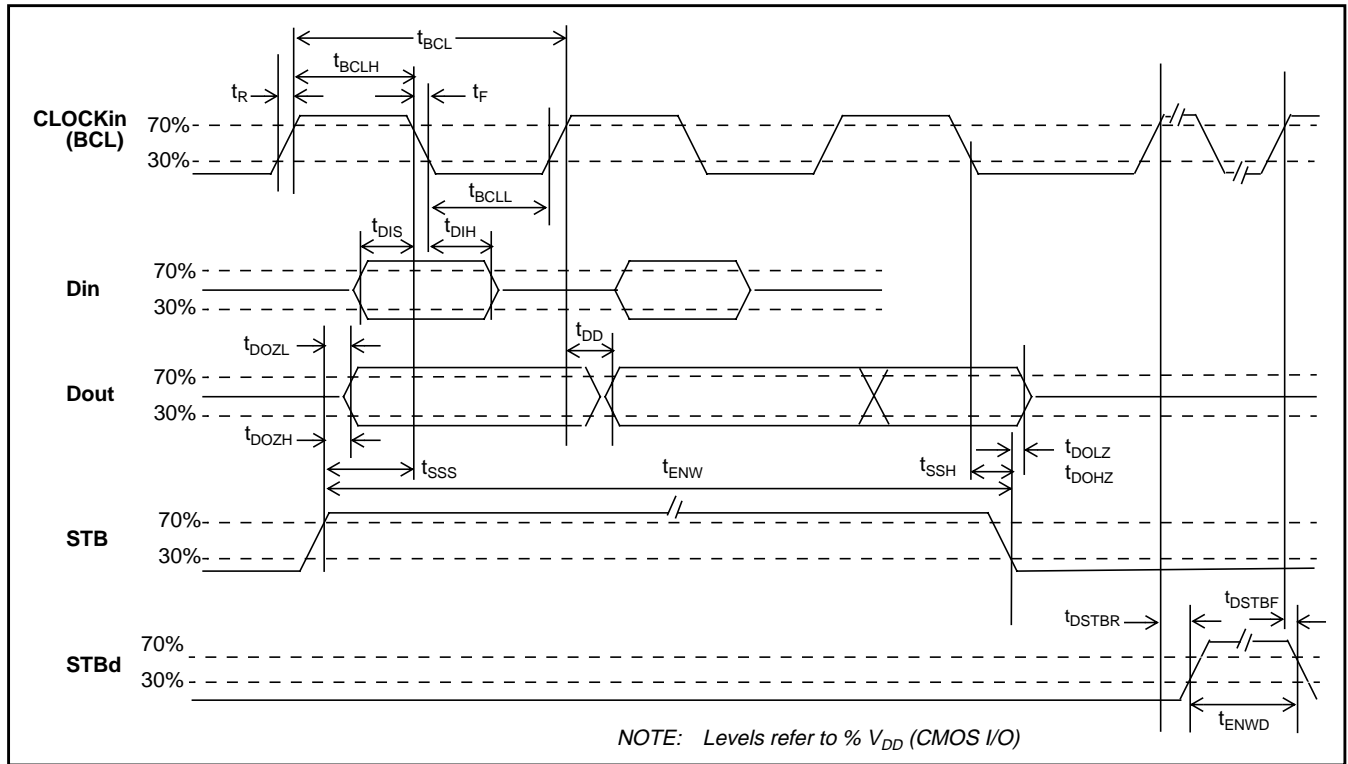 tBCL
tBCLH
tR
tF
CLOCKin
(BCL)
70%
30%
tBCLL
tDIS
tDIH
Din
70%
30%
tDOZL
tDD
Dout
70%
30%
tDOZH
tSSS
tENW
tSSH
tDOLZ
tDOHZ
STB
70%
30%
tDSTBR
tDSTBF
STBd
70%
30%
tENWD
NOTE: Levels refer to % VDD (CMOS I/O)